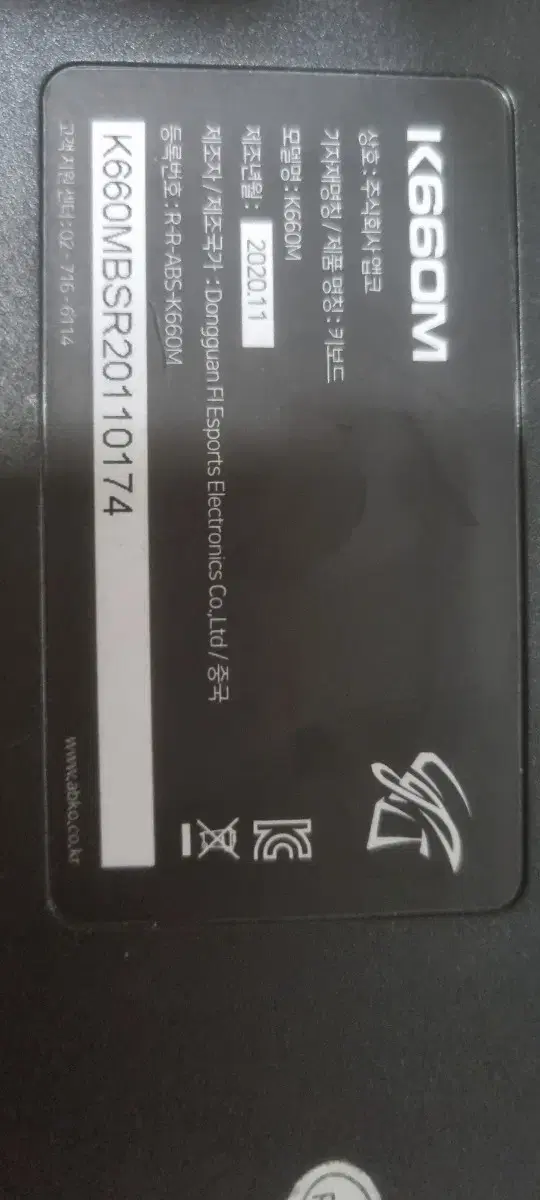 K660M
상호 : 주식회사 앱코
기자재명칭 / 제품 명칭 : 키보드
모델명 : K660M
제조년월 : 2020.11
제조자 / 제조국가 : Dongguan FI Esports Electronics Co,.Ltd / 중국
등록번호 : R-R-ABS-K660M
K660MBSR20110174
고객 지원 센터 : 02 - 716 - 6114
www.abko.co.kr